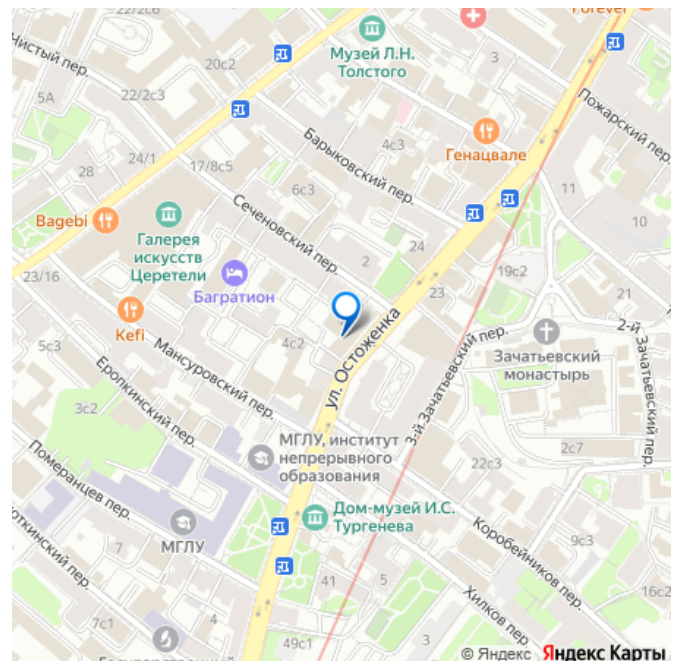 22/2с6
Forever
Чистый пер.
20с2
Музей Л.Н.
Толстого
3
5А
22/2с3
Пожарский пер.
Барыковский пер.
4с3
Генацвале
24/1
17/8с5
28
6с3
11
Сеченовский пер.
Bagebi
10
Галерея
искусств
Церетели
24
2
23/16
Багратион
19с2
23
21
Kefi
ул. Остоженка
3-й Зачатьевский пер.
Зачатьевский
монастырь
2-й Зачатьевский пер.
5с3
4с2
Мансуровский пер.
Еропкинский пер.
3с2
МГЛУ, институт
непрерывного
образования
2с7
22с3
Померанцев пер.
Дом-музей И.С.
Тургенева
МГЛУ
Коробейников пер.
9с3
7
41
5
Хилков пер.
16с2
49с1
3
© Яндекс Яндекс Карты